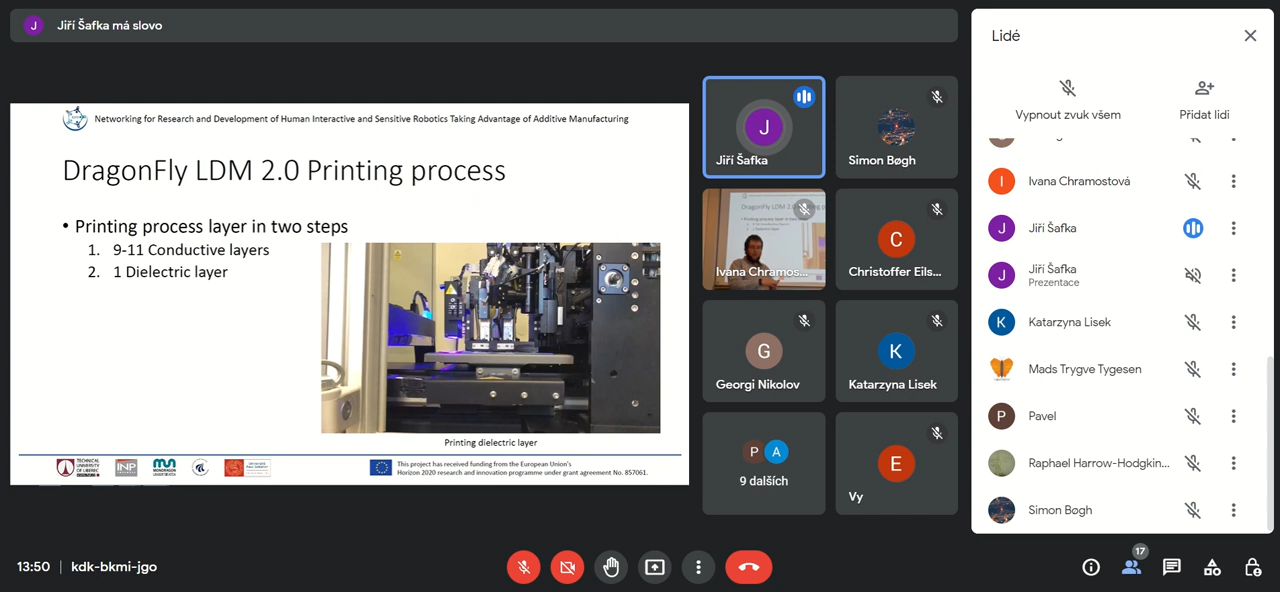 J
Jiří Šafka má slovo
Networking for Research and Development of Human Interactive and Sensitive Robotics Taking Advantage of Additive Manufacturing
DragonFly LDM 2.0 Printing process
• Printing process layer in two steps
1. 9-11 Conductive layers
2. 1 Dielectric layer
Printing dielectric layer
TECHNICAL
UNIVERSITY
OF LIBEREC
INP
This project has received funding from the European Union's
Horizon 2020 research and innovation programme under grant agreement No. 857061.
J
Jiří Šafka
Simon Bøgh
Ivana Chramos...
C
Christoffer Eils...
G
Georgi Nikolov
K
Katarzyna Lisek
P A
9 dalších
E
Vy
Lidé
Vypnout zvuk všem
Přidat lidi
I
Ivana Chramostová
J
Jiří Šafka
J
Jiří Šafka
Prezentace
K
Katarzyna Lisek
Mads Trygve Tygesen
P
Pavel
Raphael Harrow-Hodgkin...
Simon Bøgh
13:50 | kdk-bkmi-jgo
17